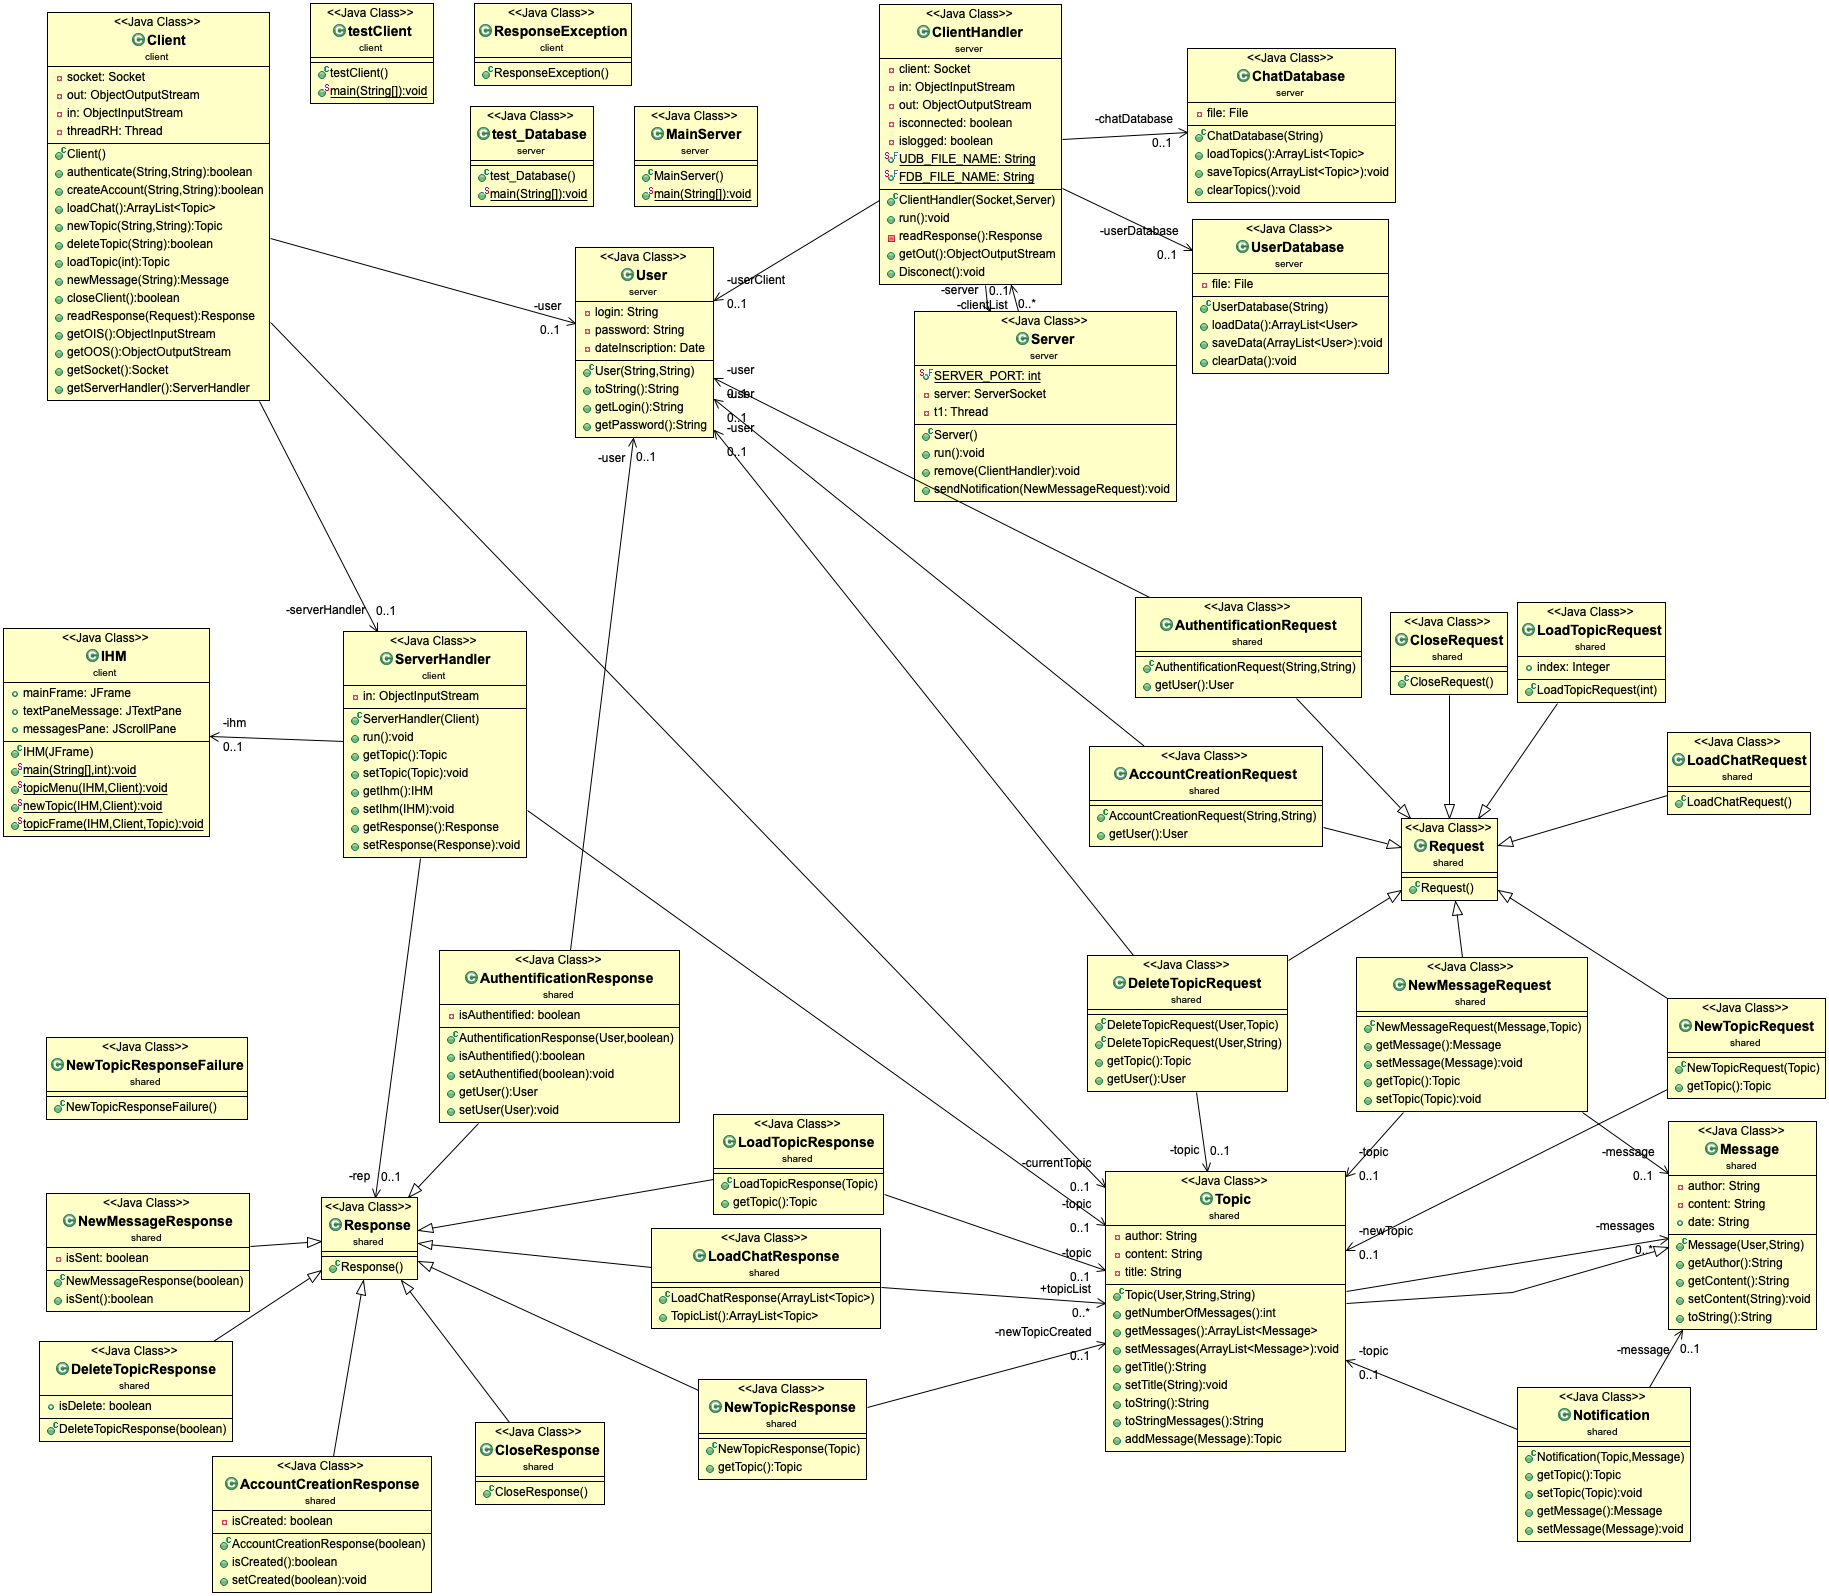 <<Java Class>>
Client
client
socket: Socket
out: ObjectOutputStream
in: ObjectInputStream
threadRH: Thread
Client()
authenticate(String,String):boolean
createAccount(String,String):boolean
loadChat():ArrayList<Topic>
newTopic(String,String):Topic
deleteTopic(String):boolean
loadTopic(int):Topic
newMessage(String):Message
closeClient():boolean
readResponse(Request):Response
getOIS():ObjectInputStream
getOOS():ObjectOutputStream
getSocket():Socket
getServerHandler():ServerHandler
<<Java Class>>
testClient
client
testClient()
main(String[]):void
<<Java Class>>
ResponseException
client
ResponseException()
<<Java Class>>
test_Database
server
test_Database()
main(String[]):void
<<Java Class>>
MainServer
server
MainServer()
main(String[]):void
<<Java Class>>
ClientHandler
server
client: Socket
in: ObjectInputStream
out: ObjectOutputStream
isconnected: boolean
islogged: boolean
UDB_FILE_NAME: String
FDB_FILE_NAME: String
ClientHandler(Socket,Server)
run():void
readResponse():Response
getOut():ObjectOutputStream
Disconect():void
-chatDatabase
0..1
<<Java Class>>
ChatDatabase
server
file: File
ChatDatabase(String)
loadTopics():ArrayList<Topic>
saveTopics(ArrayList<Topic>):void
clearTopics():void
-userDatabase
0..1
<<Java Class>>
UserDatabase
server
file: File
UserDatabase(String)
loadData():ArrayList<User>
saveData(ArrayList<User>):void
clearData():void
-user
0..1
<<Java Class>>
User
server
login: String
password: String
dateInscription: Date
User(String,String)
toString():String
getLogin():String
getPassword():String
-userClient
0..1
-server
0..1
-clientList
0..*
<<Java Class>>
Server
server
SERVER_PORT: int
server: ServerSocket
t1: Thread
Server()
run():void
remove(ClientHandler):void
sendNotification(NewMessageRequest):void
-user
0..1
-user
0..1
-user
0..1
-user
0..1
-serverHandler
0..1
<<Java Class>>
IHM
client
mainFrame: JFrame
textPaneMessage: JTextPane
messagesPane: JScrollPane
IHM(JFrame)
main(String[],int):void
topicMenu(IHM,Client):void
newTopic(IHM,Client):void
topicFrame(IHM,Client,Topic):void
-ihm
0..1
<<Java Class>>
ServerHandler
client
in: ObjectInputStream
ServerHandler(Client)
run():void
getTopic():Topic
setTopic(Topic):void
getIhm():IHM
setIhm(IHM):void
getResponse():Response
setResponse(Response):void
<<Java Class>>
AuthentificationRequest
shared
AuthentificationRequest(String,String)
getUser():User
<<Java Class>>
CloseRequest
shared
CloseRequest()
<<Java Class>>
LoadTopicRequest
shared
index: Integer
LoadTopicRequest(int)
<<Java Class>>
LoadChatRequest
shared
LoadChatRequest()
<<Java Class>>
AccountCreationRequest
shared
AccountCreationRequest(String,String)
getUser():User
<<Java Class>>
Request
shared
Request()
<<Java Class>>
AuthentificationResponse
shared
isAuthentified: boolean
AuthentificationResponse(User,boolean)
isAuthentified():boolean
setAuthentified(boolean):void
getUser():User
setUser(User):void
<<Java Class>>
DeleteTopicRequest
shared
DeleteTopicRequest(User,Topic)
DeleteTopicRequest(User,String)
getTopic():Topic
getUser():User
<<Java Class>>
NewMessageRequest
shared
NewMessageRequest(Message,Topic)
getMessage():Message
setMessage(Message):void
getTopic():Topic
setTopic(Topic):void
<<Java Class>>
NewTopicRequest
shared
NewTopicRequest(Topic)
getTopic():Topic
<<Java Class>>
NewTopicResponseFailure
shared
NewTopicResponseFailure()
<<Java Class>>
LoadTopicResponse
shared
LoadTopicResponse(Topic)
getTopic():Topic
-rep
0..1
<<Java Class>>
NewMessageResponse
shared
isSent: boolean
NewMessageResponse(boolean)
isSent():boolean
<<Java Class>>
Response
shared
Response()
<<Java Class>>
LoadChatResponse
shared
LoadChatResponse(ArrayList<Topic>)
TopicList():ArrayList<Topic>
-currentTopic
0..1
-topic
0..1
-topic
0..1
+topicList
0..*
-newTopicCreated
0..1
-topic
0..1
<<Java Class>>
Topic
shared
author: String
content: String
title: String
Topic(User,String,String)
getNumberOfMessages():int
getMessages():ArrayList<Message>
setMessages(ArrayList<Message>):void
getTitle():String
setTitle(String):void
toString():String
toStringMessages():String
addMessage(Message):Topic
-topic
0..1
-newTopic
0..1
-message
0..1
-messages
0..*
-topic
0..1
-message
0..1
<<Java Class>>
Message
shared
author: String
content: String
date: String
Message(User,String)
getAuthor():String
getContent():String
setContent(String):void
toString():String
<<Java Class>>
DeleteTopicResponse
shared
isDelete: boolean
DeleteTopicResponse(boolean)
<<Java Class>>
AccountCreationResponse
shared
isCreated: boolean
AccountCreationResponse(boolean)
isCreated():boolean
setCreated(boolean):void
<<Java Class>>
CloseResponse
shared
CloseResponse()
<<Java Class>>
NewTopicResponse
shared
NewTopicResponse(Topic)
getTopic():Topic
<<Java Class>>
Notification
shared
Notification(Topic,Message)
getTopic():Topic
setTopic(Topic):void
getMessage():Message
setMessage(Message):void